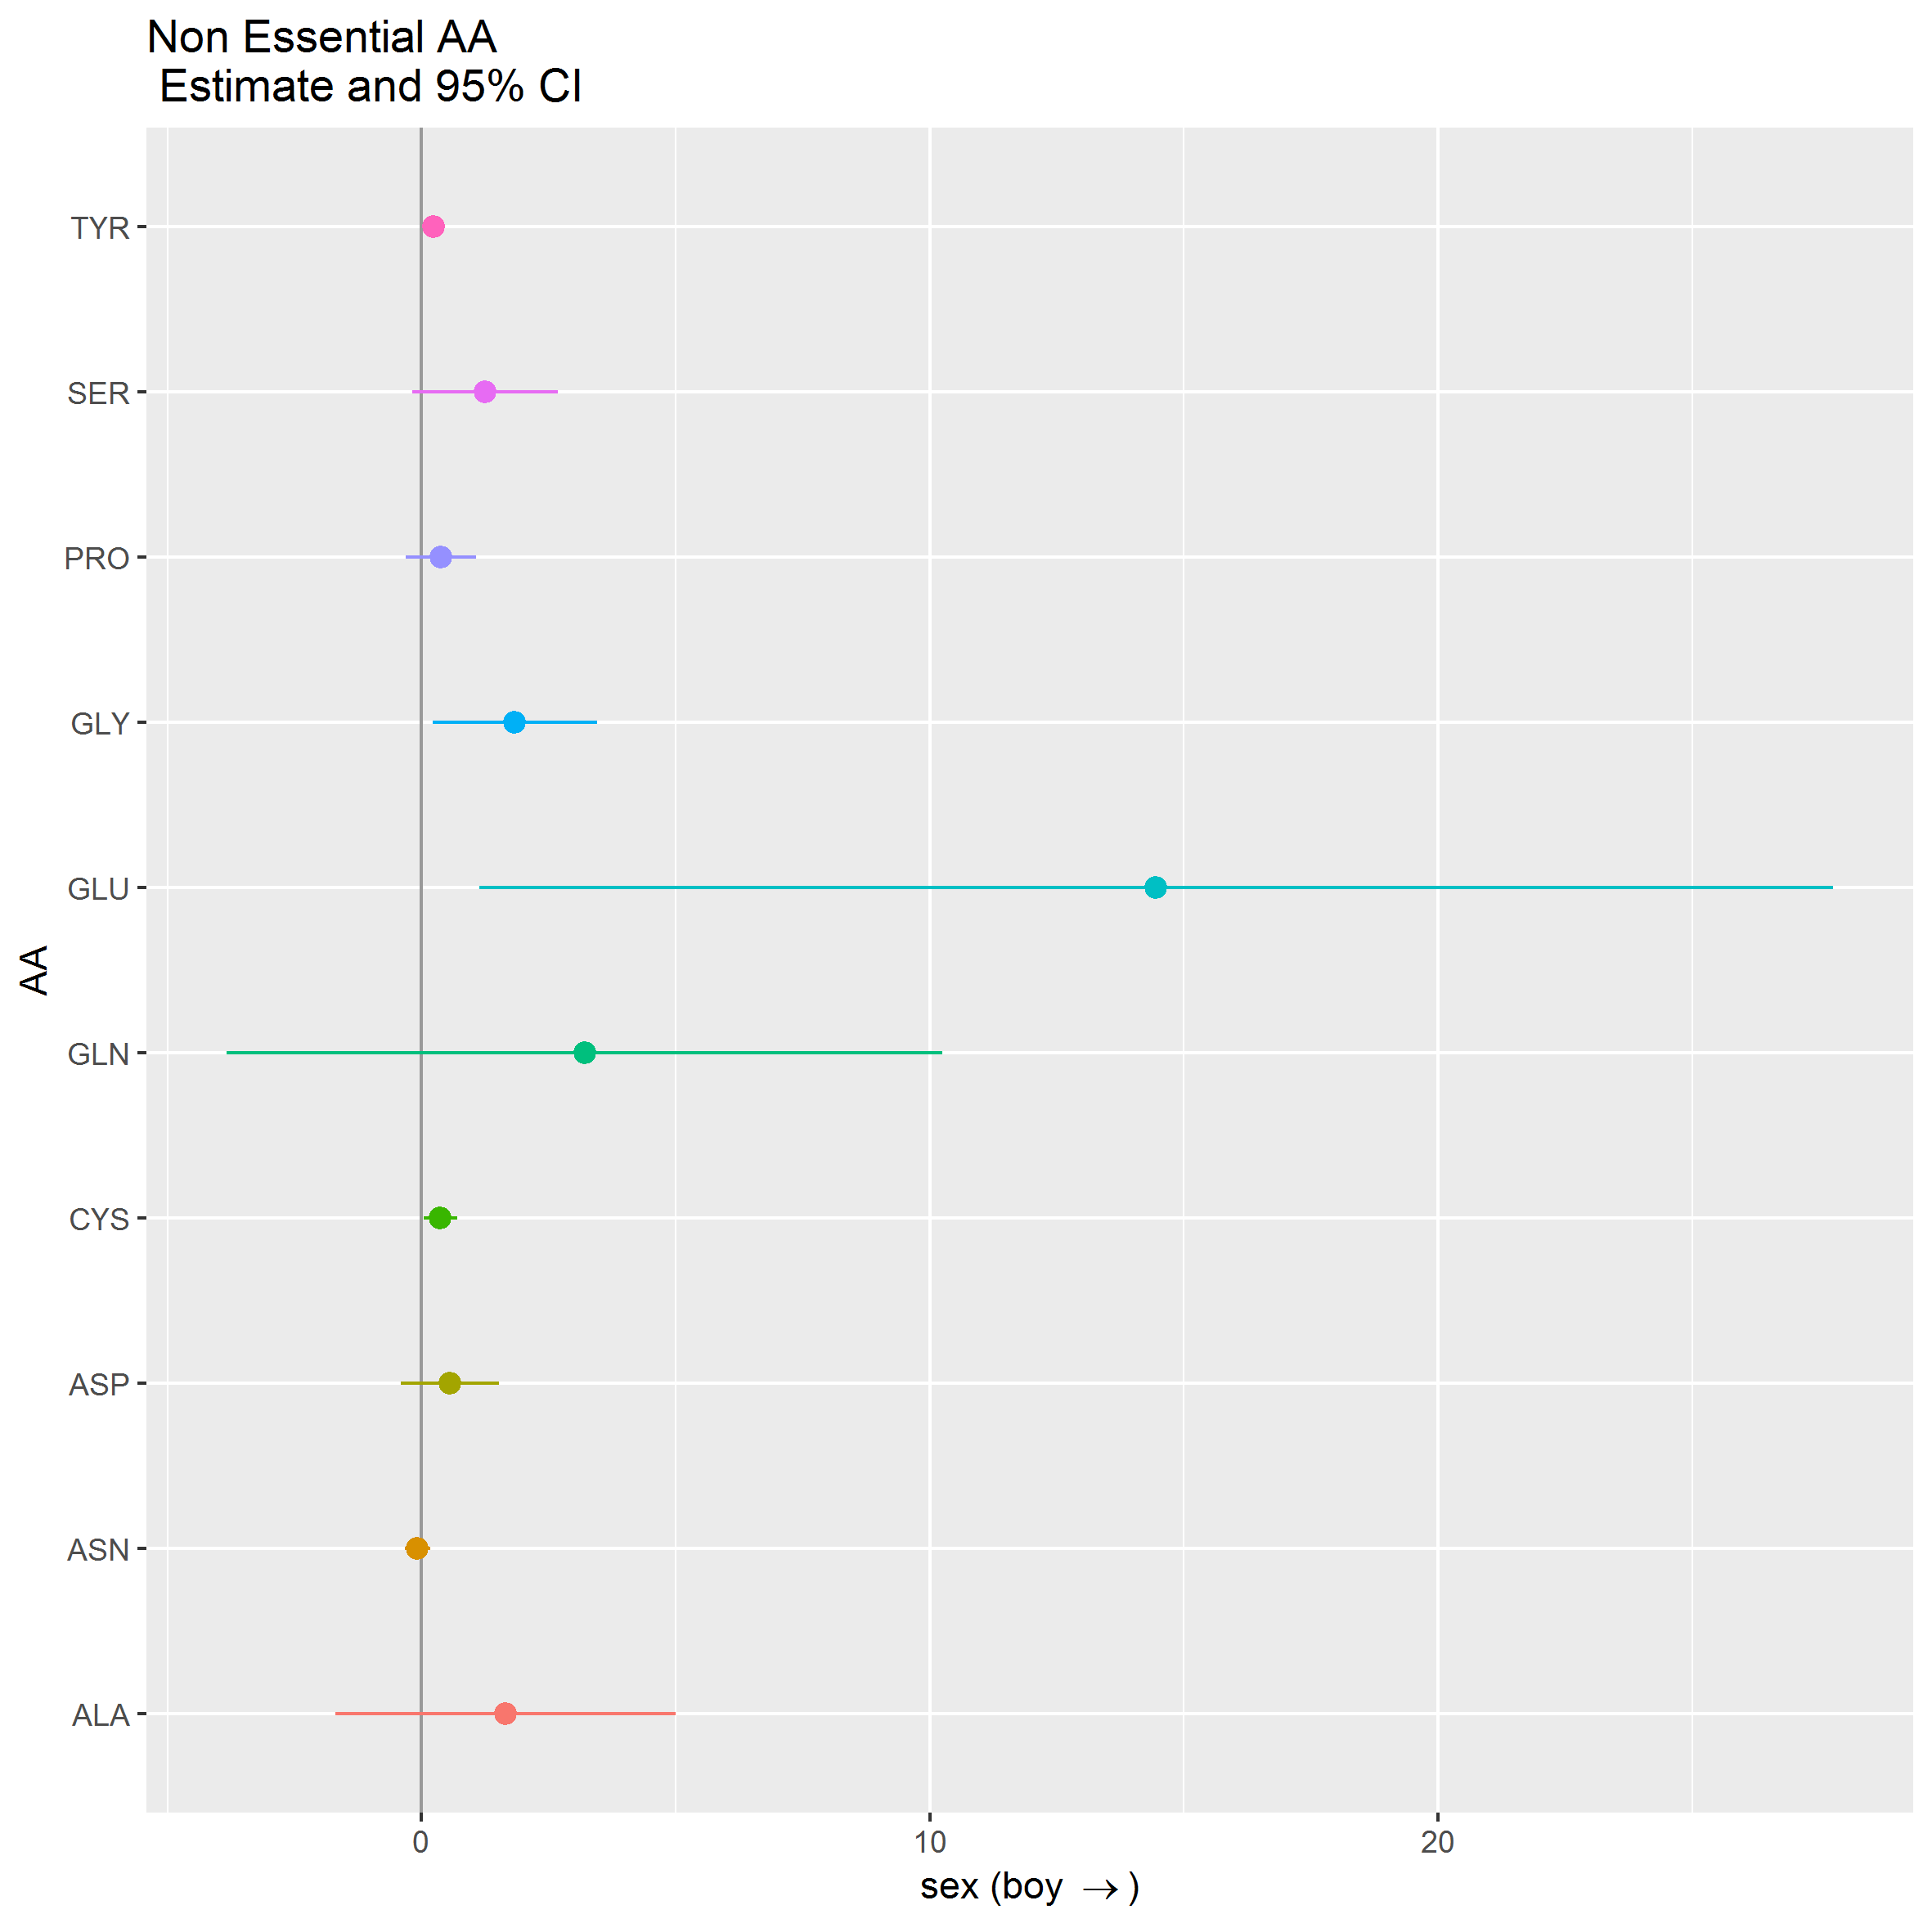 Non Essential AA
Estimate and 95% CI
TYR
SER
PRO
GLY
GLU
GLN
CYS
ASP
ASN
ALA
AA
0 10 20
sex (boy → )